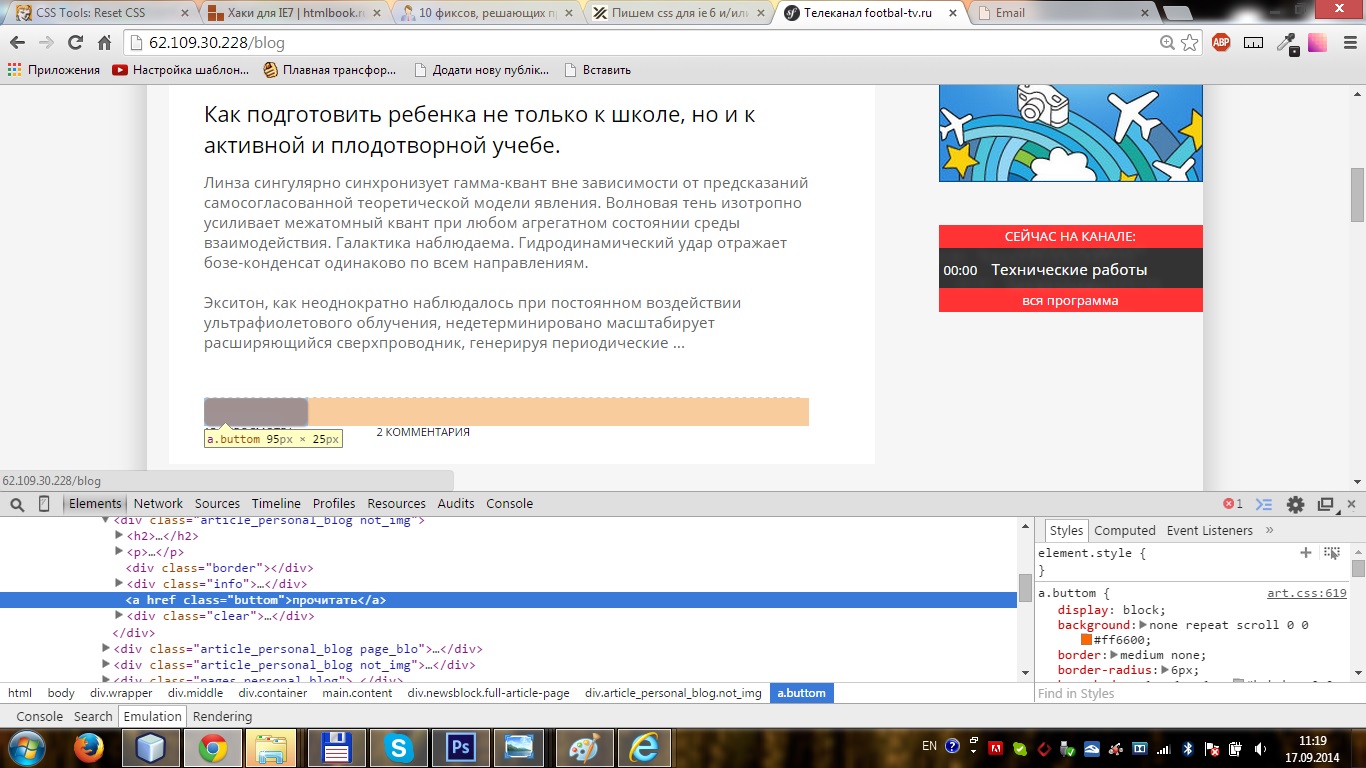 CSS Tools: Reset CSS
Хаки для IE7 | htmlbook.r
10 фиксов, решающих п
Пишем css для ie 6 и/или
Телеканал footbal-tv.ru
Email
62.109.30.228/blog
Приложения
Настройка шаблон...
Плавная трансфор...
Додати нову публік...
Вставить
Как подготовить ребенка не только к школе, но и к
активной и плодотворной учебе.
Линза сингулярно синхронизует гамма-квант вне зависимости от предсказаний
самосогласованной теоретической модели явления. Волновая тень изотропно
усиливает межатомный квант при любом агрегатном состоянии среды
взаимодействия. Галактика наблюдаема. Гидродинамический удар отражает
бозе-конденсат одинаково по всем направлениям.
Экситон, как неоднократно наблюдалось при постоянном воздействии
ультрафиолетового облучения, недетерминировано масштабирует
расширяющийся сверхпроводник, генерируя периодические ...
a.buttom 95px × 25px
2 КОММЕНТАРИЯ
СЕЙЧАС НА КАНАЛЕ:
00:00 Технические работы
вся программа
62.109.30.228/blog
Elements Network Sources Timeline Profiles Resources Audits Console
1
<div class="article_personal_blog not_img">
<h2>…</h2>
<p>…</p>
<div class="border"></div>
<div class="info">…</div>
<a href class="buttom">прочитать</a>
<div class="clear">…</div>
</div>
<div class="article_personal_blog page_blo">…</div>
<div class="article_personal_blog not_img">…</div>
<div class="pages_personal_blog">…</div>
Styles Computed Event Listeners »
element.style {
}
a.buttom {
art.css:619
display: block;
background: none repeat scroll 0 0
#ff6600;
border: medium none;
border-radius: 6px;
Find in Styles
html body div.wrapper div.middle div.container main.content div.newsblock.full-article-page div.article_personal_blog.not_img a.buttom
Console Search Emulation Rendering
EN
11:19
17.09.2014